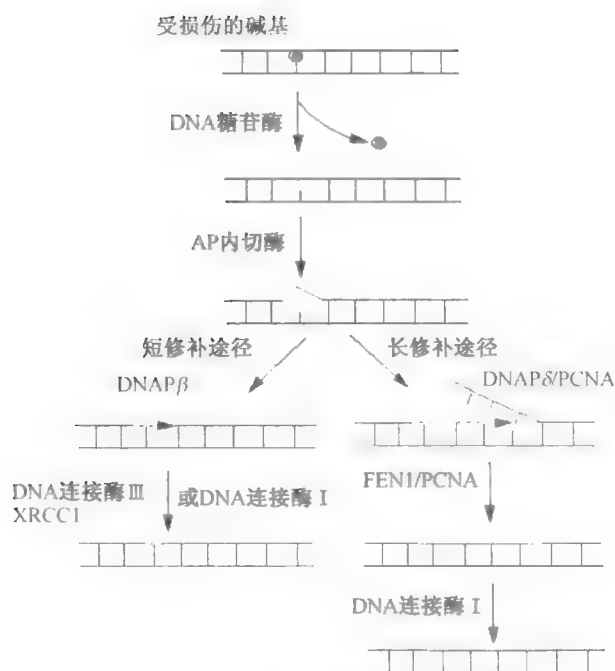 受损伤的碱基
DNA糖苷酶
AP内切酶
短修补途径
长修补途径
DNAPβ
DNAPδ/PCNA
DNA连接酶Ⅲ
XRCC1
或DNA连接酶Ⅰ
FEN1/PCNA
DNA连接酶Ⅰ